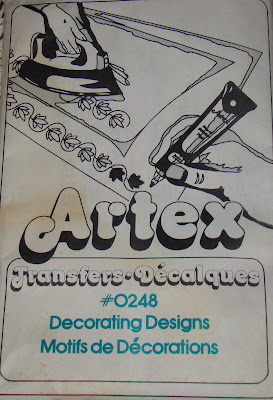 Artex
Transfers•Décalques
#0248
Decorating Designs
Motifs de Décorations